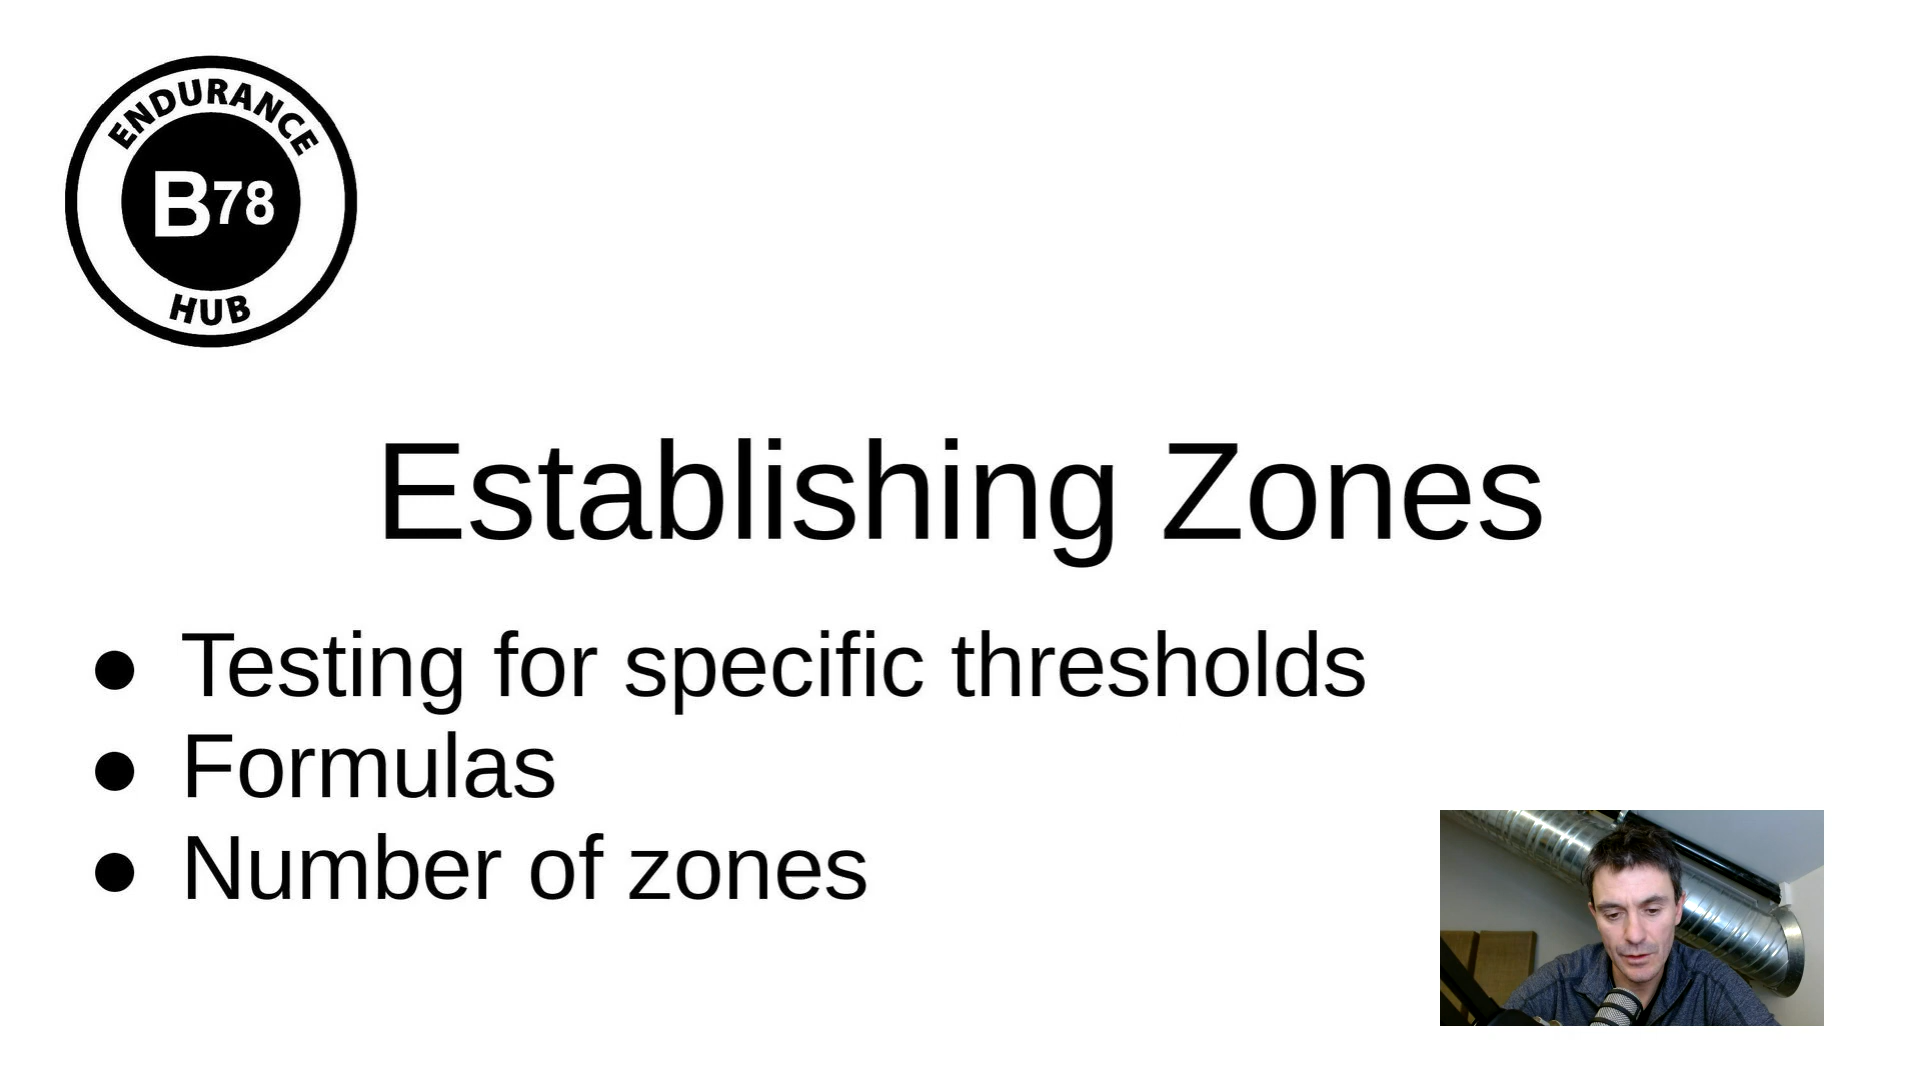 ENDURANCE
B78
HUB
Establishing Zones
● Testing for specific thresholds
● Formulas
● Number of zones